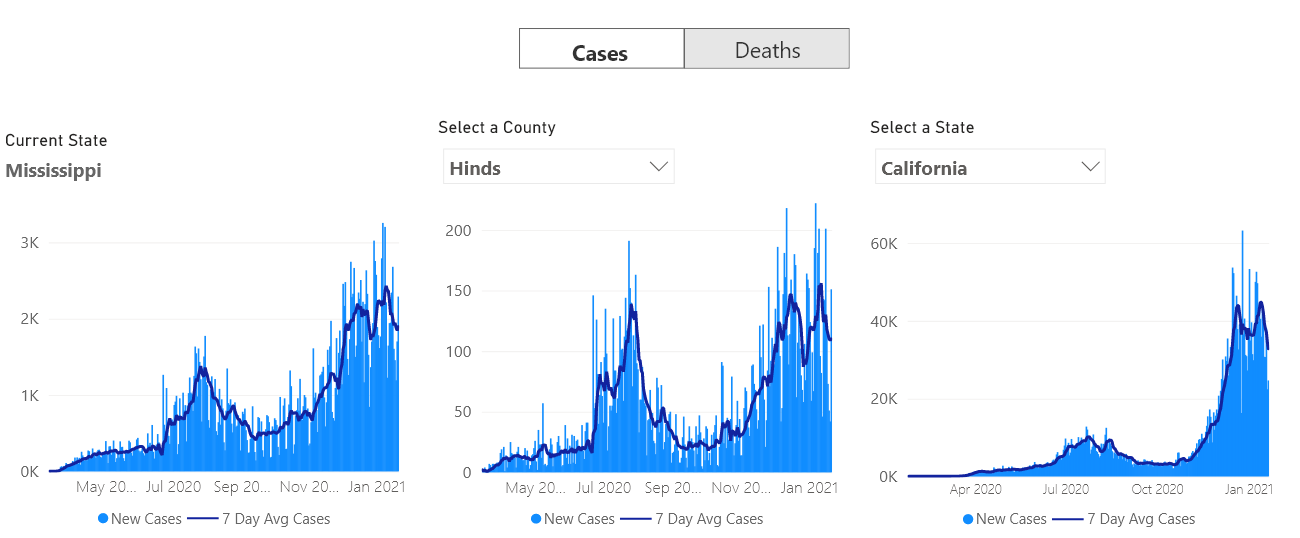 Cases
Deaths
Current State
Mississippi
Select a County
Hinds
Select a State
California
3K
2K
1K
0K
May 20... Jul 2020 Sep 20... Nov 20... Jan 2021
New Cases 7 Day Avg Cases
200
150
100
50
0
May 20... Jul 2020 Sep 20... Nov 20... Jan 2021
New Cases 7 Day Avg Cases
60K
40K
20K
0K
Apr 2020 Jul 2020 Oct 2020 Jan 2021
New Cases 7 Day Avg Cases